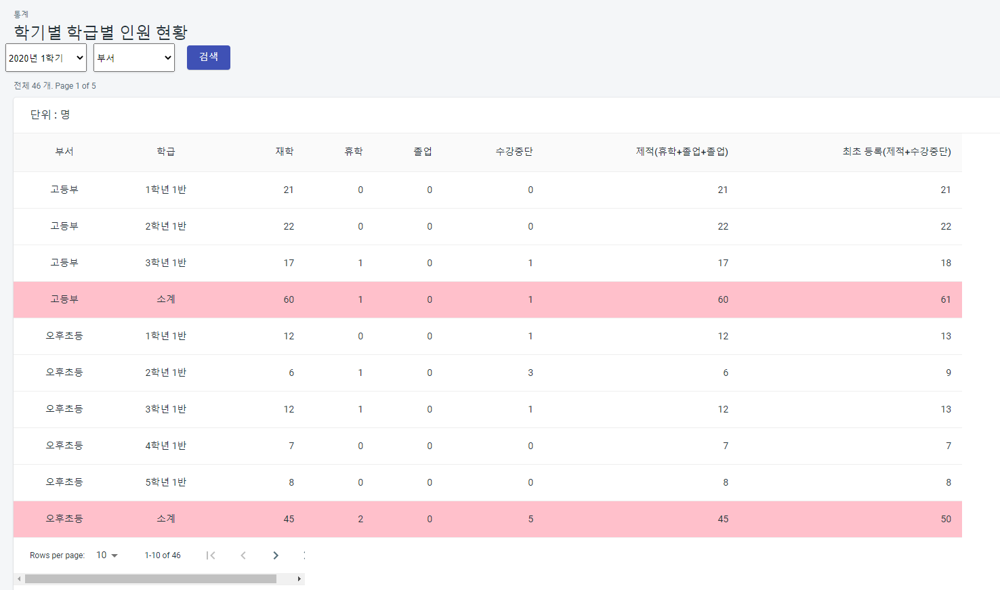 통계
학기별 학급별 인원 현황
2020년 1학기 부서 검색
전체 46 개. Page 1 of 5
단위 : 명
부서 학급 재학 휴학 졸업 수강중단 제적(휴학+졸업+졸업) 최초 등록(제적+수강중단)
고등부 1학년 1반 21 0 0 0 21 21
고등부 2학년 1반 22 0 0 0 22 22
고등부 3학년 1반 17 1 0 1 17 18
고등부 소계 60 1 0 1 60 61
오후초등 1학년 1반 12 0 0 1 12 13
오후초등 2학년 1반 6 1 0 3 6 9
오후초등 3학년 1반 12 1 0 1 12 13
오후초등 4학년 1반 7 0 0 0 7 7
오후초등 5학년 1반 8 0 0 0 8 8
오후초등 소계 45 2 0 5 45 50
Rows per page: 10 1-10 of 46